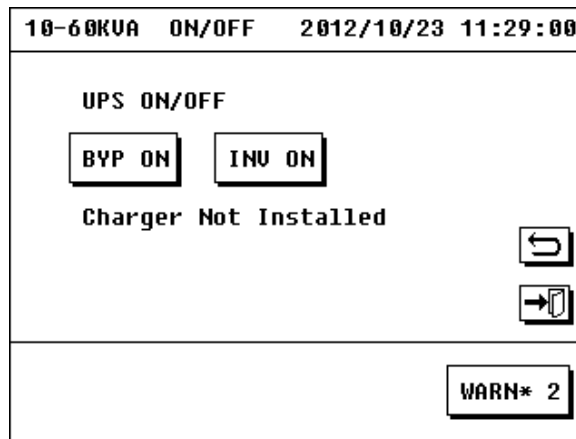 10-60KVA ON/OFF 2012/10/23 11:29:00
UPS ON/OFF
BYP ON INV ON
Charger Not Installed
WARN* 2